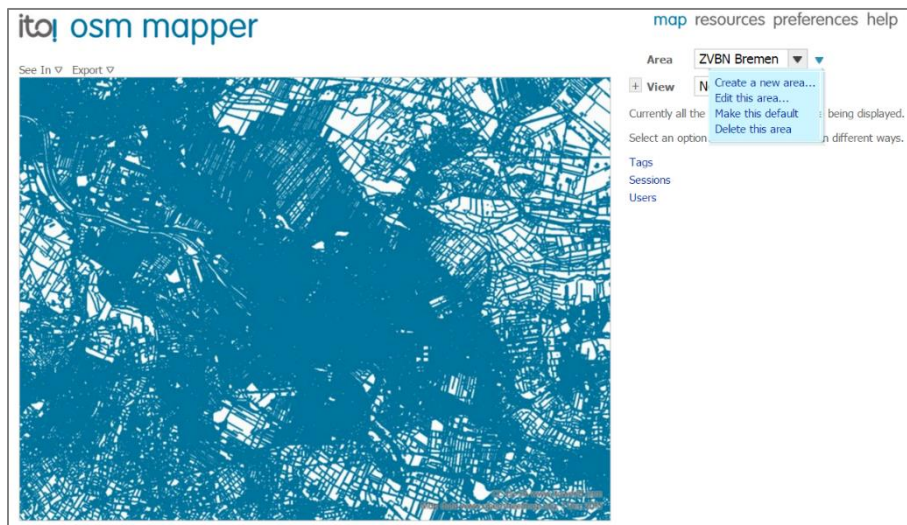 ito! osm mapper
map resources preferences help
See In Export
Area ZVBN Bremen
View N
Create a new area...
Edit this area...
Make this default
Delete this area
Currently all the being displayed.
Select an option n different ways.
Tags
Sessions
Users